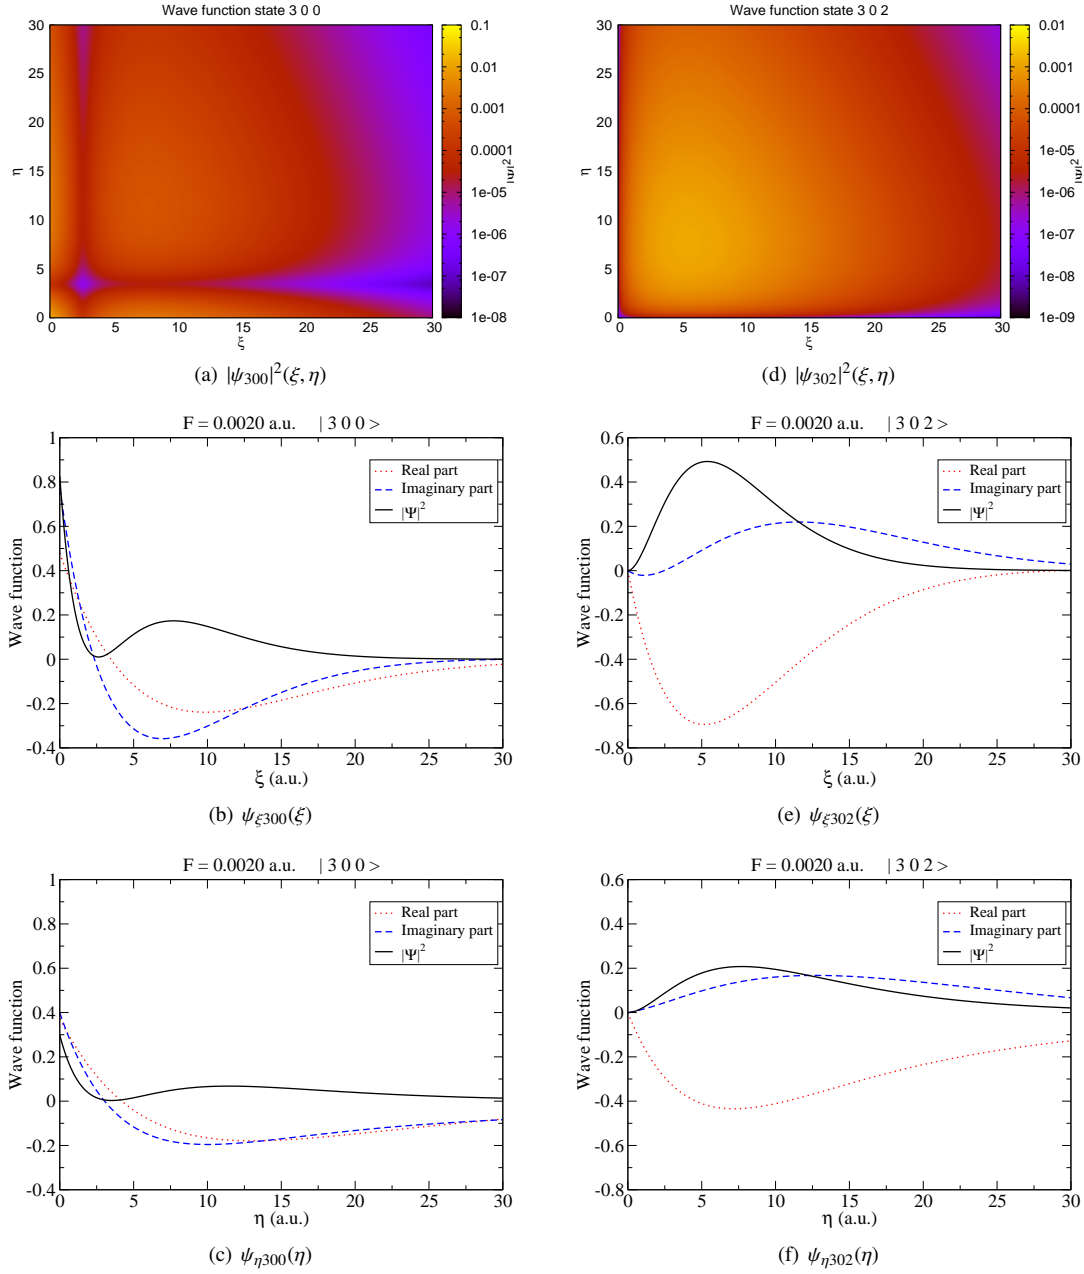 Wave function state 3 0 0
30
25
20
15
10
5
0
η
0 5 10 15 20 25 30
ξ
0.1
0.01
0.001
0.0001
1e-05
1e-06
1e-07
1e-08
|Ψ|²
(a) |ψ₃₀₀|²(ξ, η)
Wave function state 3 0 2
30
25
20
15
10
5
0
η
0 5 10 15 20 25 30
ξ
0.01
0.001
0.0001
1e-05
1e-06
1e-07
1e-08
1e-09
|Ψ|²
(d) |ψ₃₀₂|²(ξ, η)
F = 0.0020 a.u. | 3 0 0 >
1
0.8
0.6
0.4
0.2
0
-0.2
-0.4
Wave function
Real part
Imaginary part
|Ψ|²
0 5 10 15 20 25 30
ξ (a.u.)
(b) ψξ₃₀₀(ξ)
F = 0.0020 a.u. | 3 0 2 >
0.6
0.4
0.2
0
-0.2
-0.4
-0.6
-0.8
Wave function
Real part
Imaginary part
|Ψ|²
0 5 10 15 20 25 30
ξ (a.u.)
(e) ψξ₃₀₂(ξ)
F = 0.0020 a.u. | 3 0 0 >
1
0.8
0.6
0.4
0.2
0
-0.2
-0.4
Wave function
Real part
Imaginary part
|Ψ|²
0 5 10 15 20 25 30
η (a.u.)
(c) ψη₃₀₀(η)
F = 0.0020 a.u. | 3 0 2 >
0.6
0.4
0.2
0
-0.2
-0.4
-0.6
-0.8
Wave function
Real part
Imaginary part
|Ψ|²
0 5 10 15 20 25 30
η (a.u.)
(f) ψη₃₀₂(η)